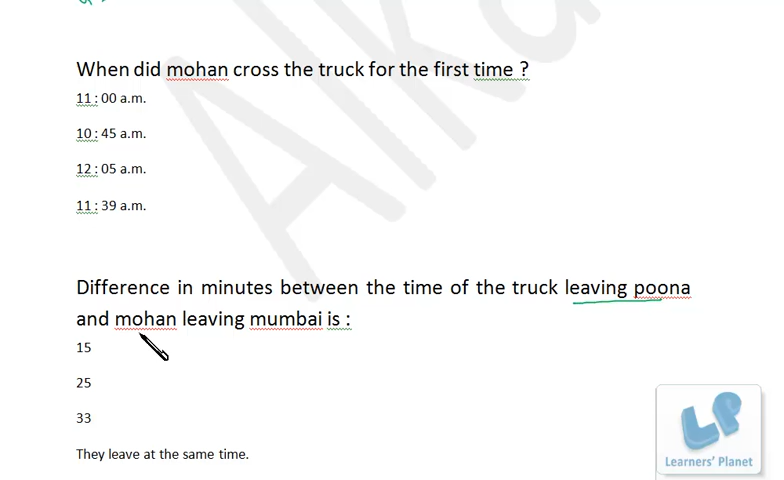 When did mohan cross the truck for the first time ?
11 : 00 a.m.
10 : 45 a.m.
12 : 05 a.m.
11 : 39 a.m.
Difference in minutes between the time of the truck leaving poona
and mohan leaving mumbai is :
15
25
33
They leave at the same time.
LP
Learners' Planet